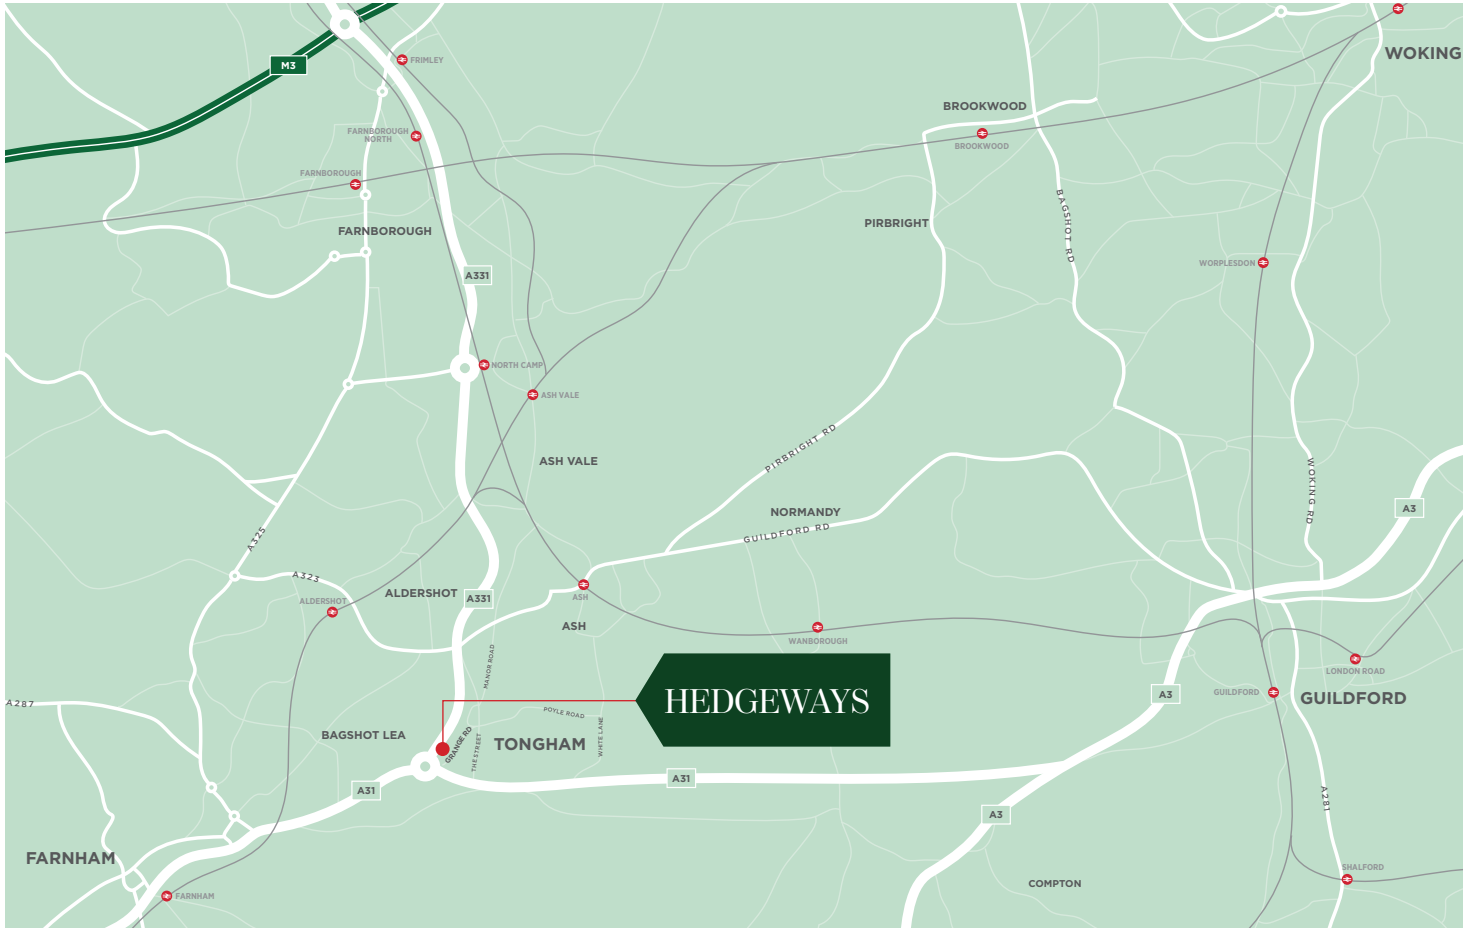 WOKING
M3
FRIMLEY
BROOKWOOD
FARNBOROUGH
NORTH
BROOKWOOD
FARNBOROUGH
BAGSHOT RD
PIRBRIGHT
FARNBOROUGH
WORPLESDON
A331
NORTH CAMP
ASH VALE
PIRBRIGHT RD
ASH VALE
WOKING RD
A3
NORMANDY
GUILDFORD RD
A325
A323
ALDERSHOT
A331
ALDERSHOT
ASH
ASH
WANBOROUGH
MANOR ROAD
LONDON ROAD
A287
HEDGEWAYS
A3
GUILDFORD
GUILDFORD
POYLE ROAD
BAGSHOT LEA
GRANGE RD
THE STREET
TONGHAM
WHITE LANE
A31
A31
A281
A3
FARNHAM
SHALFORD
COMPTON
FARNHAM